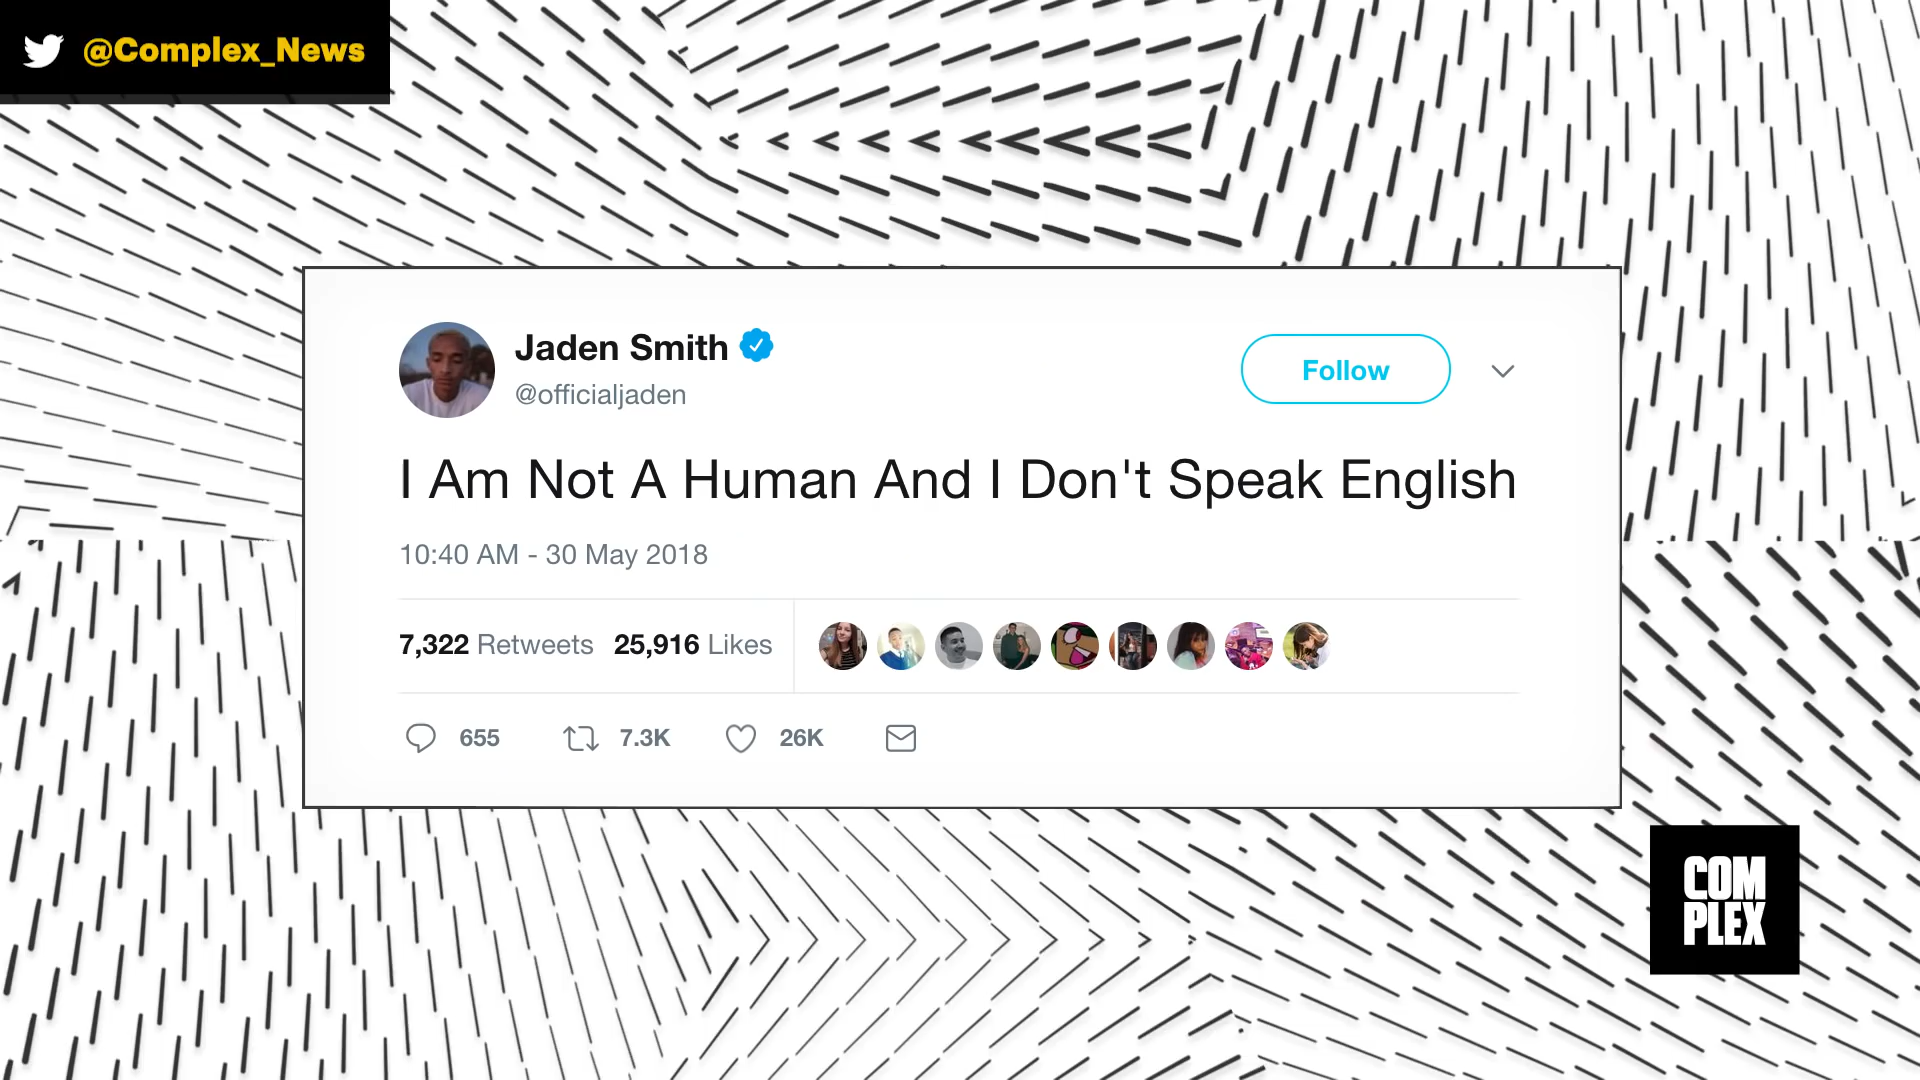 @Complex_News
Jaden Smith
@officialjaden
Follow
I Am Not A Human And I Don't Speak English
10:40 AM - 30 May 2018
7,322 Retweets 25,916 Likes
655 7.3K 26K
COM
PLEX